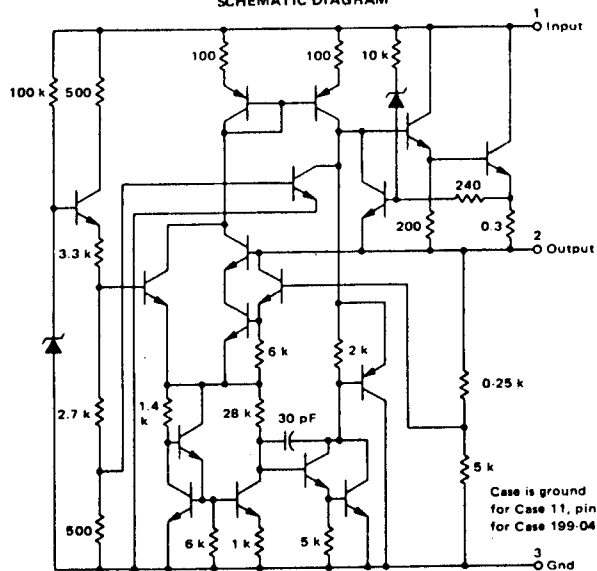 SCHEMATIC DIAGRAM
1
Input
100
100
10 k
100 k
500
240
200
0.3
2
Output
3.3 k
6 k
2 k
0-25k
2.7 k
1.4
k
28 k
30 pF
5 k
Case is ground
for Case 11, pin
for Case 199-04
500
6 k
1 k
5 k
3
Gnd